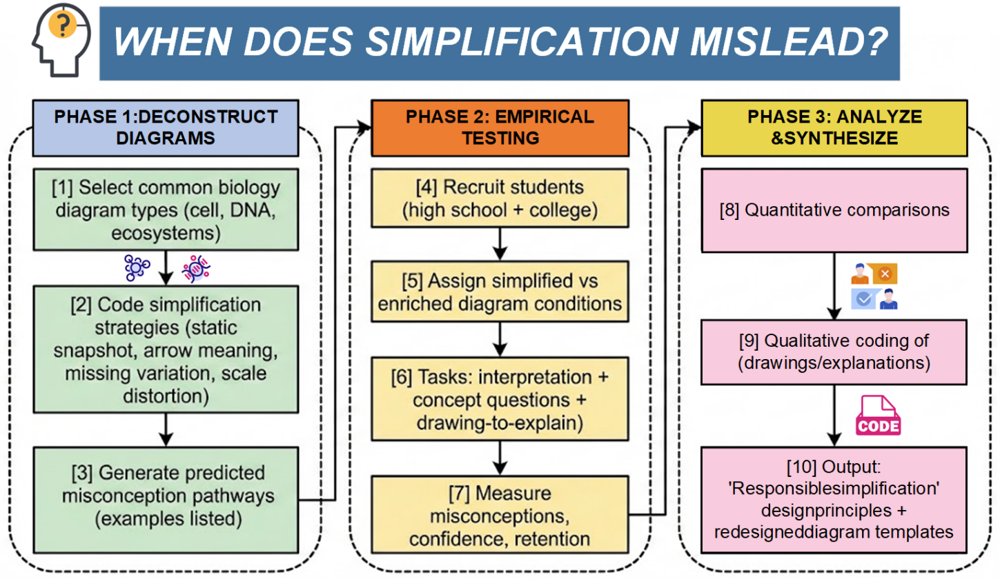 ?
WHEN DOES SIMPLIFICATION MISLEAD?
PHASE 1:DECONSTRUCT
DIAGRAMS
[1] Select common biology
diagram types (cell, DNA,
ecosystems)
[2] Code simplification
strategies (static
snapshot, arrow meaning,
missing variation, scale
distortion)
[3] Generate predicted
misconception pathways
(examples listed)
PHASE 2: EMPIRICAL
TESTING
[4] Recruit students
(high school + college)
[5] Assign simplified vs
enriched diagram conditions
[6] Tasks: interpretation +
concept questions +
drawing-to-explain)
[7] Measure
misconceptions,
confidence, retention
PHASE 3: ANALYZE
&SYNTHESIZE
[8] Quantitative comparisons
[9] Qualitative coding of
(drawings/explanations)
CODE
[10] Output:
'Responsiblesimplification'
designprinciples +
redesigneddiagram templates